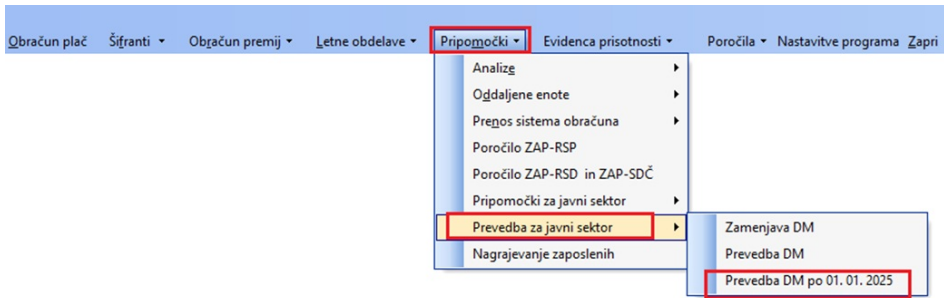 Obračun plač Šifranti Obračun premij Letne obdelave Pripomočki Evidenca prisotnosti Poročila Nastavitve programa Zapri
Analize
Oddaljene enote
Prenos sistema obračuna
Poročilo ZAP-RSP
Poročilo ZAP-RSD in ZAP-SDČ
Pripomočki za javni sektor
Prevedba za javni sektor
Nagrajevanje zaposlenih
Zamenjava DM
Prevedba DM
Prevedba DM po 01. 01. 2025